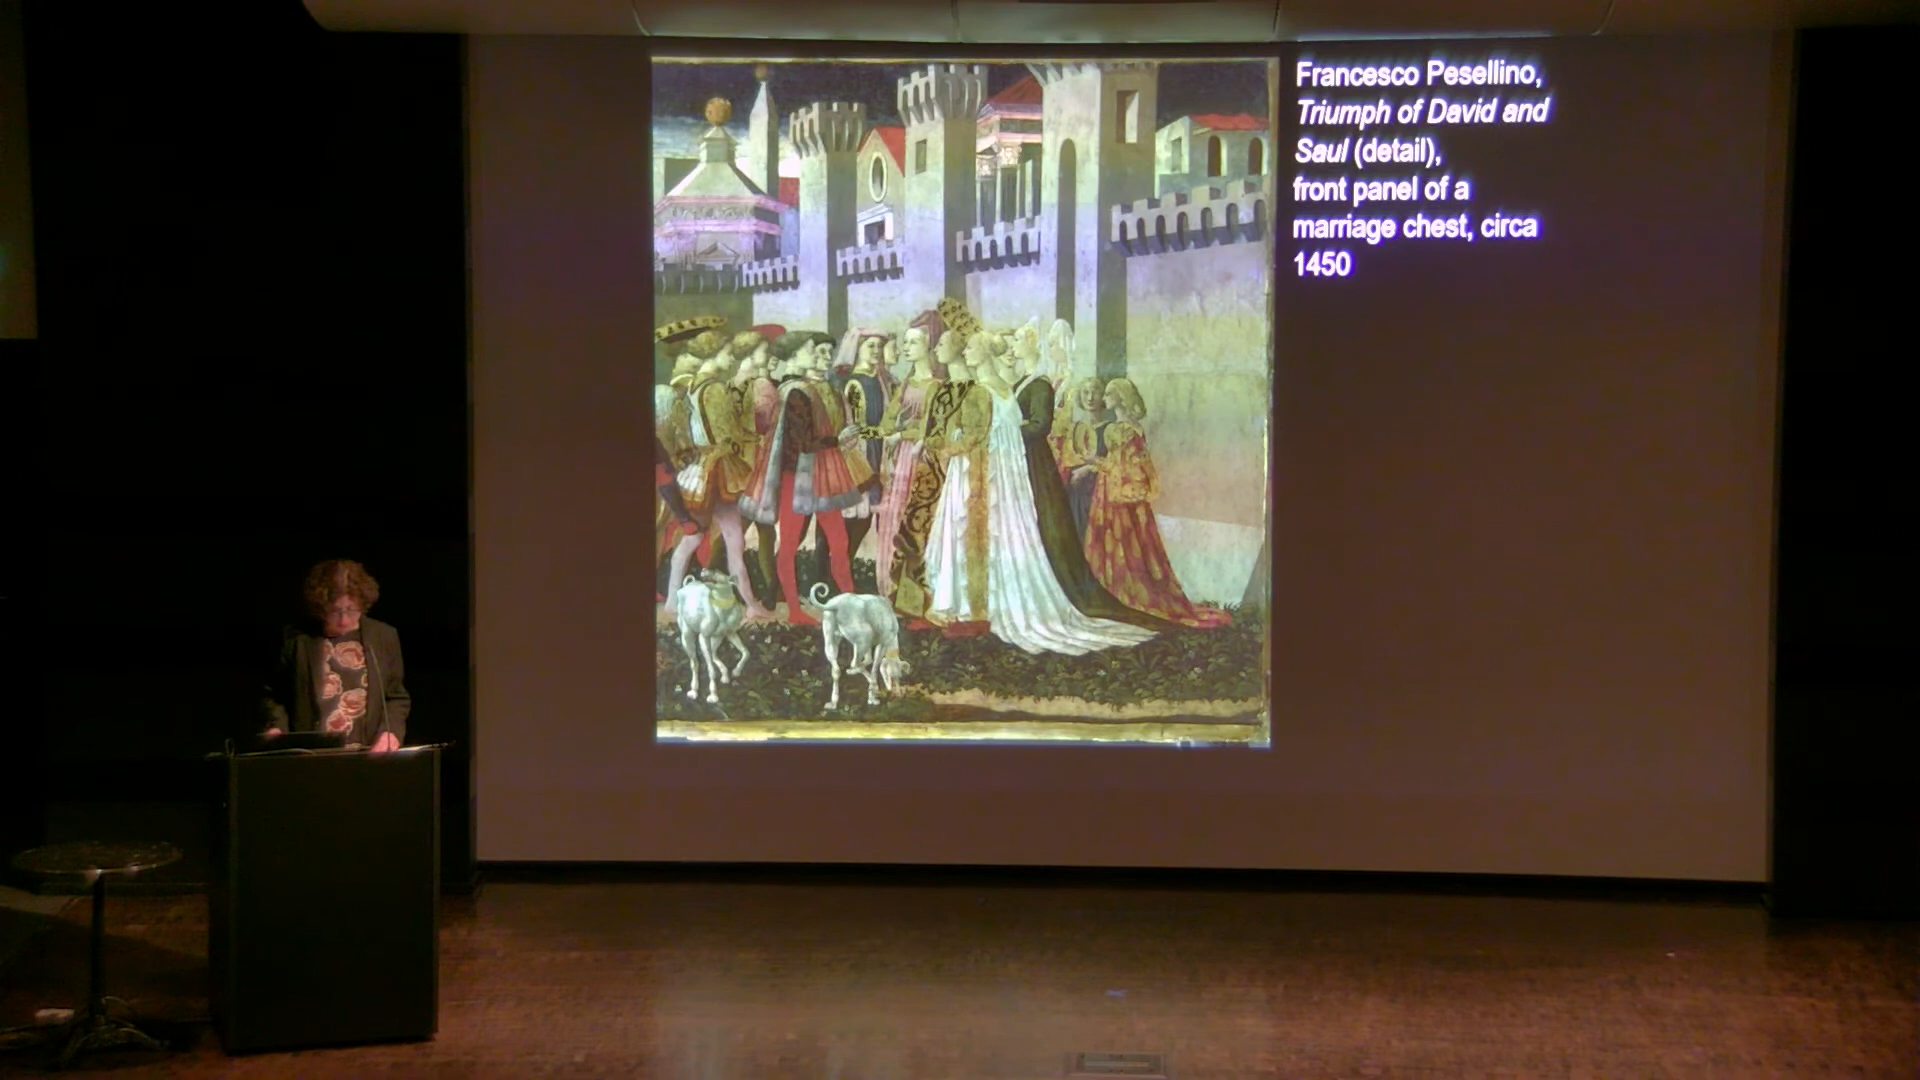 Francesco Pesellino,
Triumph of David and
Saul (detail),
front panel of a
marriage chest, circa
1450